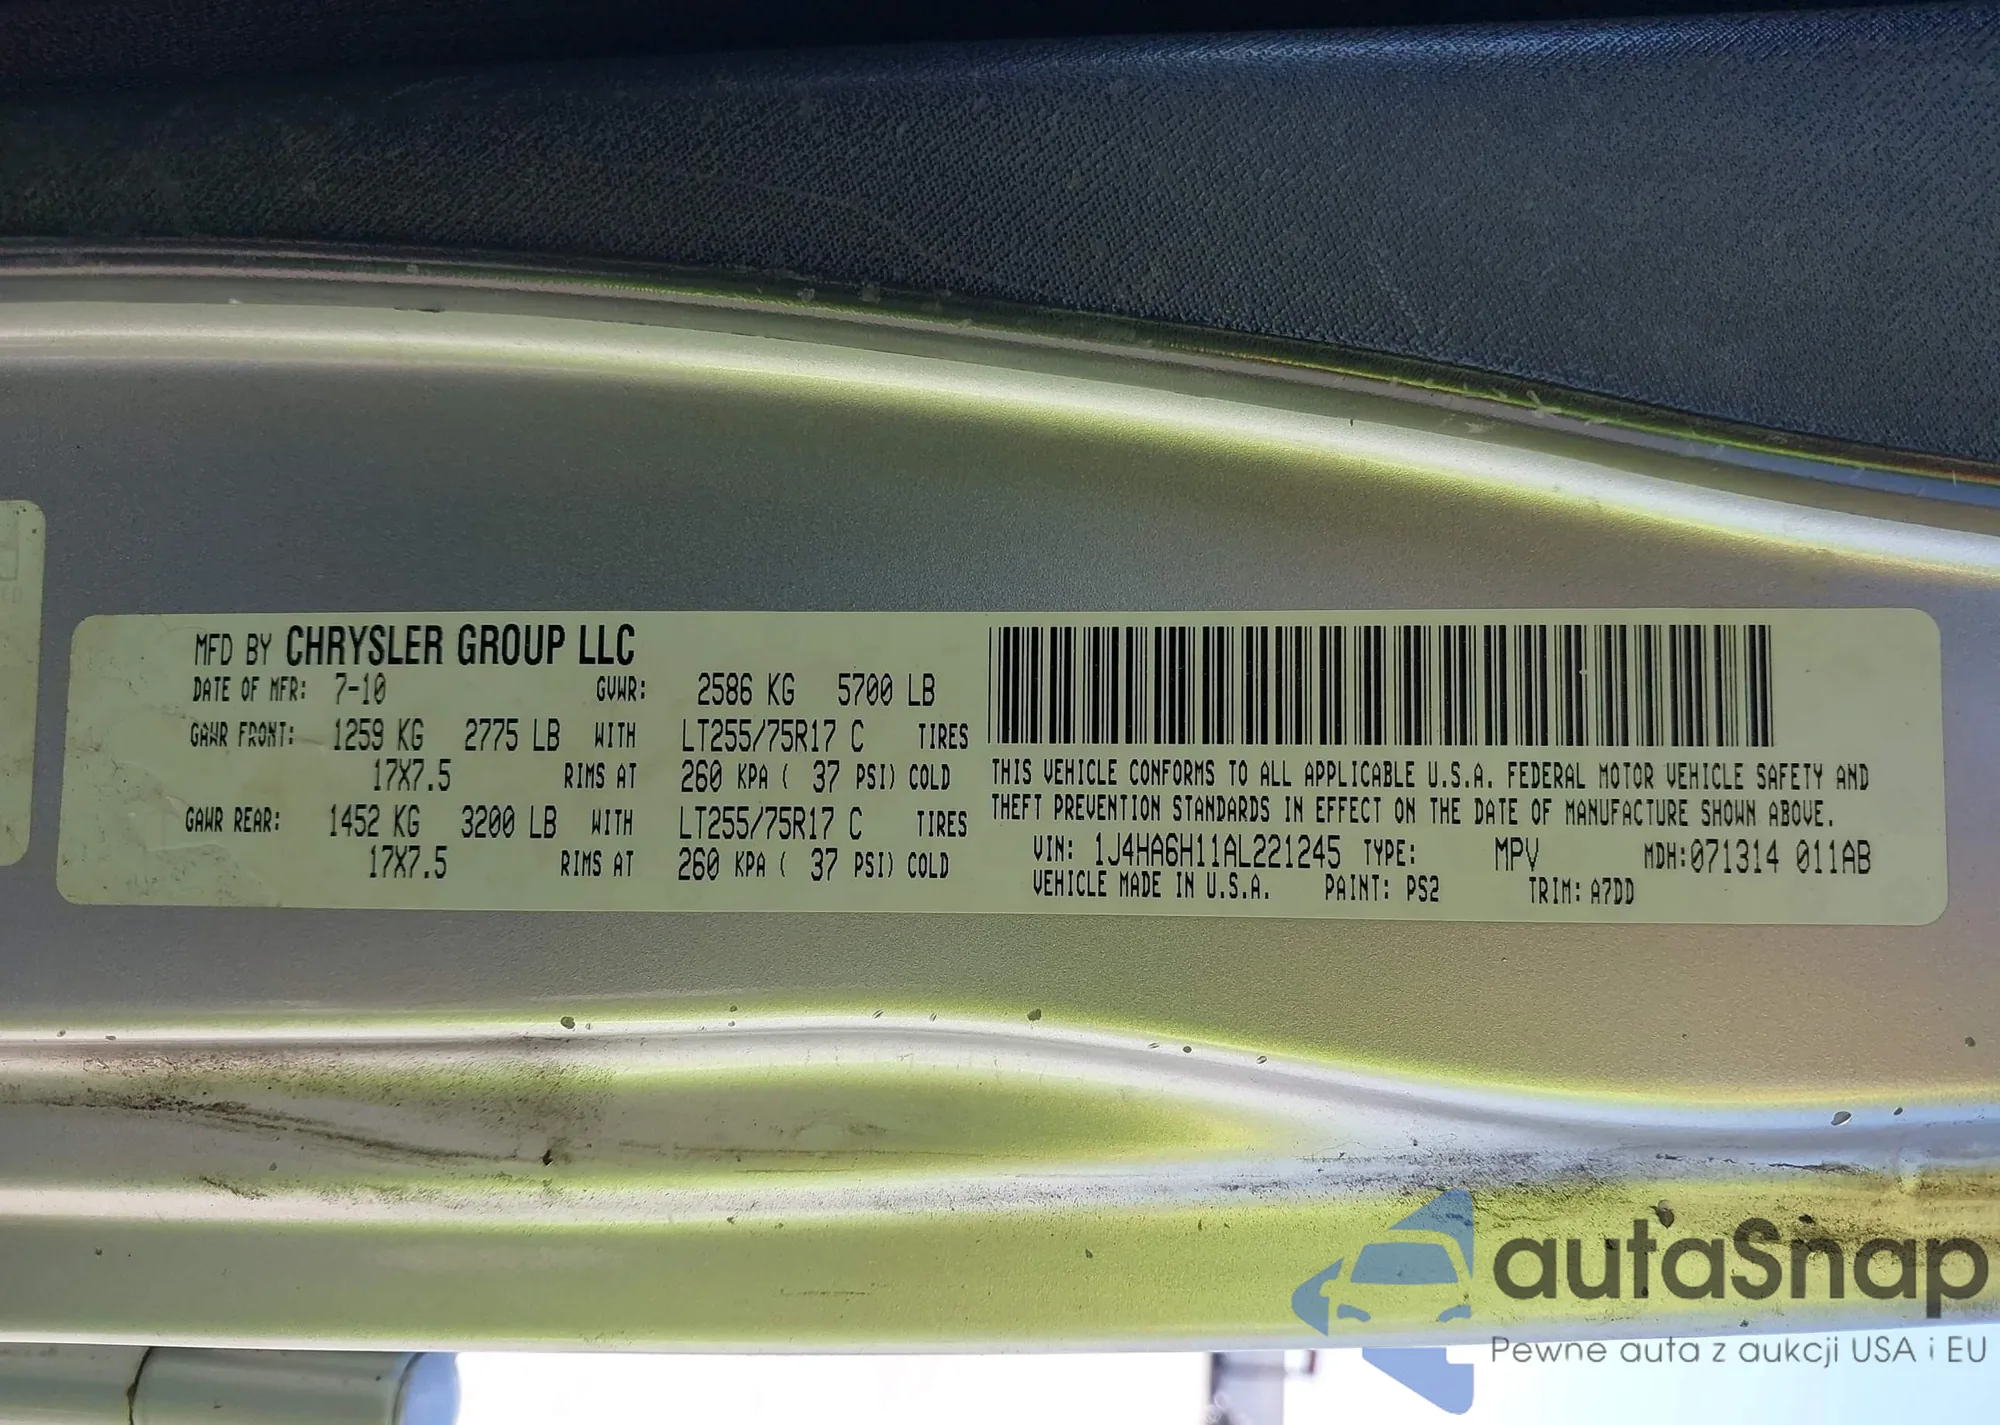 MFD BY CHRYSLER GROUP LLC
DATE OF MFR: 7-10 GVWR: 2586 KG 5700 LB
GAWR FRONT: 1259 KG 2775 LB WITH LT255/75R17 C TIRES
17X7.5 RIMS AT 260 KPA ( 37 PSI) COLD
GAWR REAR: 1452 KG 3200 LB WITH LT255/75R17 C TIRES
17X7.5 RIMS AT 260 KPA ( 37 PSI) COLD
THIS VEHICLE CONFORMS TO ALL APPLICABLE U.S.A. FEDERAL MOTOR VEHICLE SAFETY AND
THEFT PREVENTION STANDARDS IN EFFECT ON THE DATE OF MANUFACTURE SHOWN ABOVE.
VIN: 1J4HA6H11AL221245 TYPE: MPV MDH:071314 011AB
VEHICLE MADE IN U.S.A. PAINT: PS2 TRIM: A7DD
autaSnap
Pewne auta z aukcji USA i EU